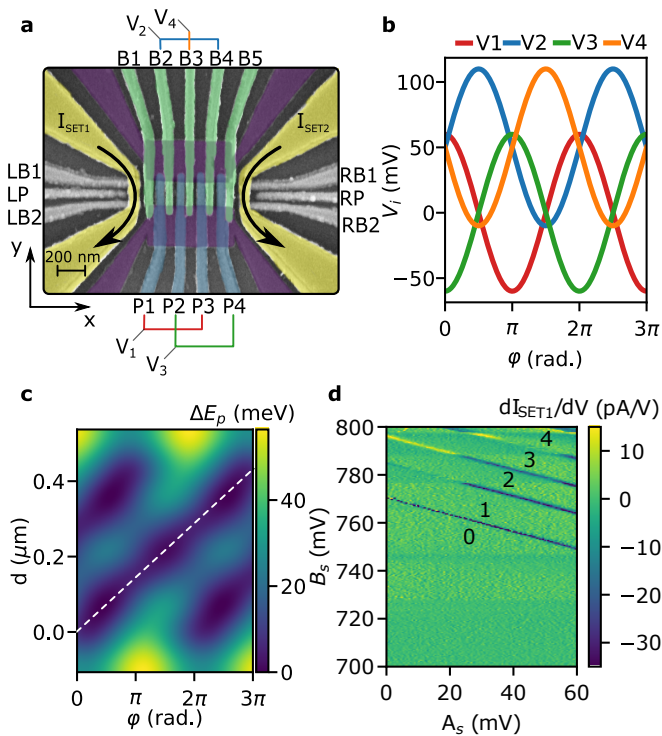 a
V2
V4
B1 B2 B3 B4 B5
ISET1
ISET2
LB1
LP
LB2
RB1
RP
RB2
y
200 nm
x
P1 P2 P3 P4
V1
V3
b
V1 V2 V3 V4
Vi (mV)
100
50
0
−50
0 π 2π 3π
φ (rad.)
c
ΔEp (meV)
d (μm)
0.4
0.2
0.0
0 π 2π 3π
φ (rad.)
40
20
0
d
dISET1/dV (pA/V)
Bs (mV)
800
780
760
740
720
700
4
3
2
1
0
0 20 40 60
As (mV)
10
0
−10
−20
−30